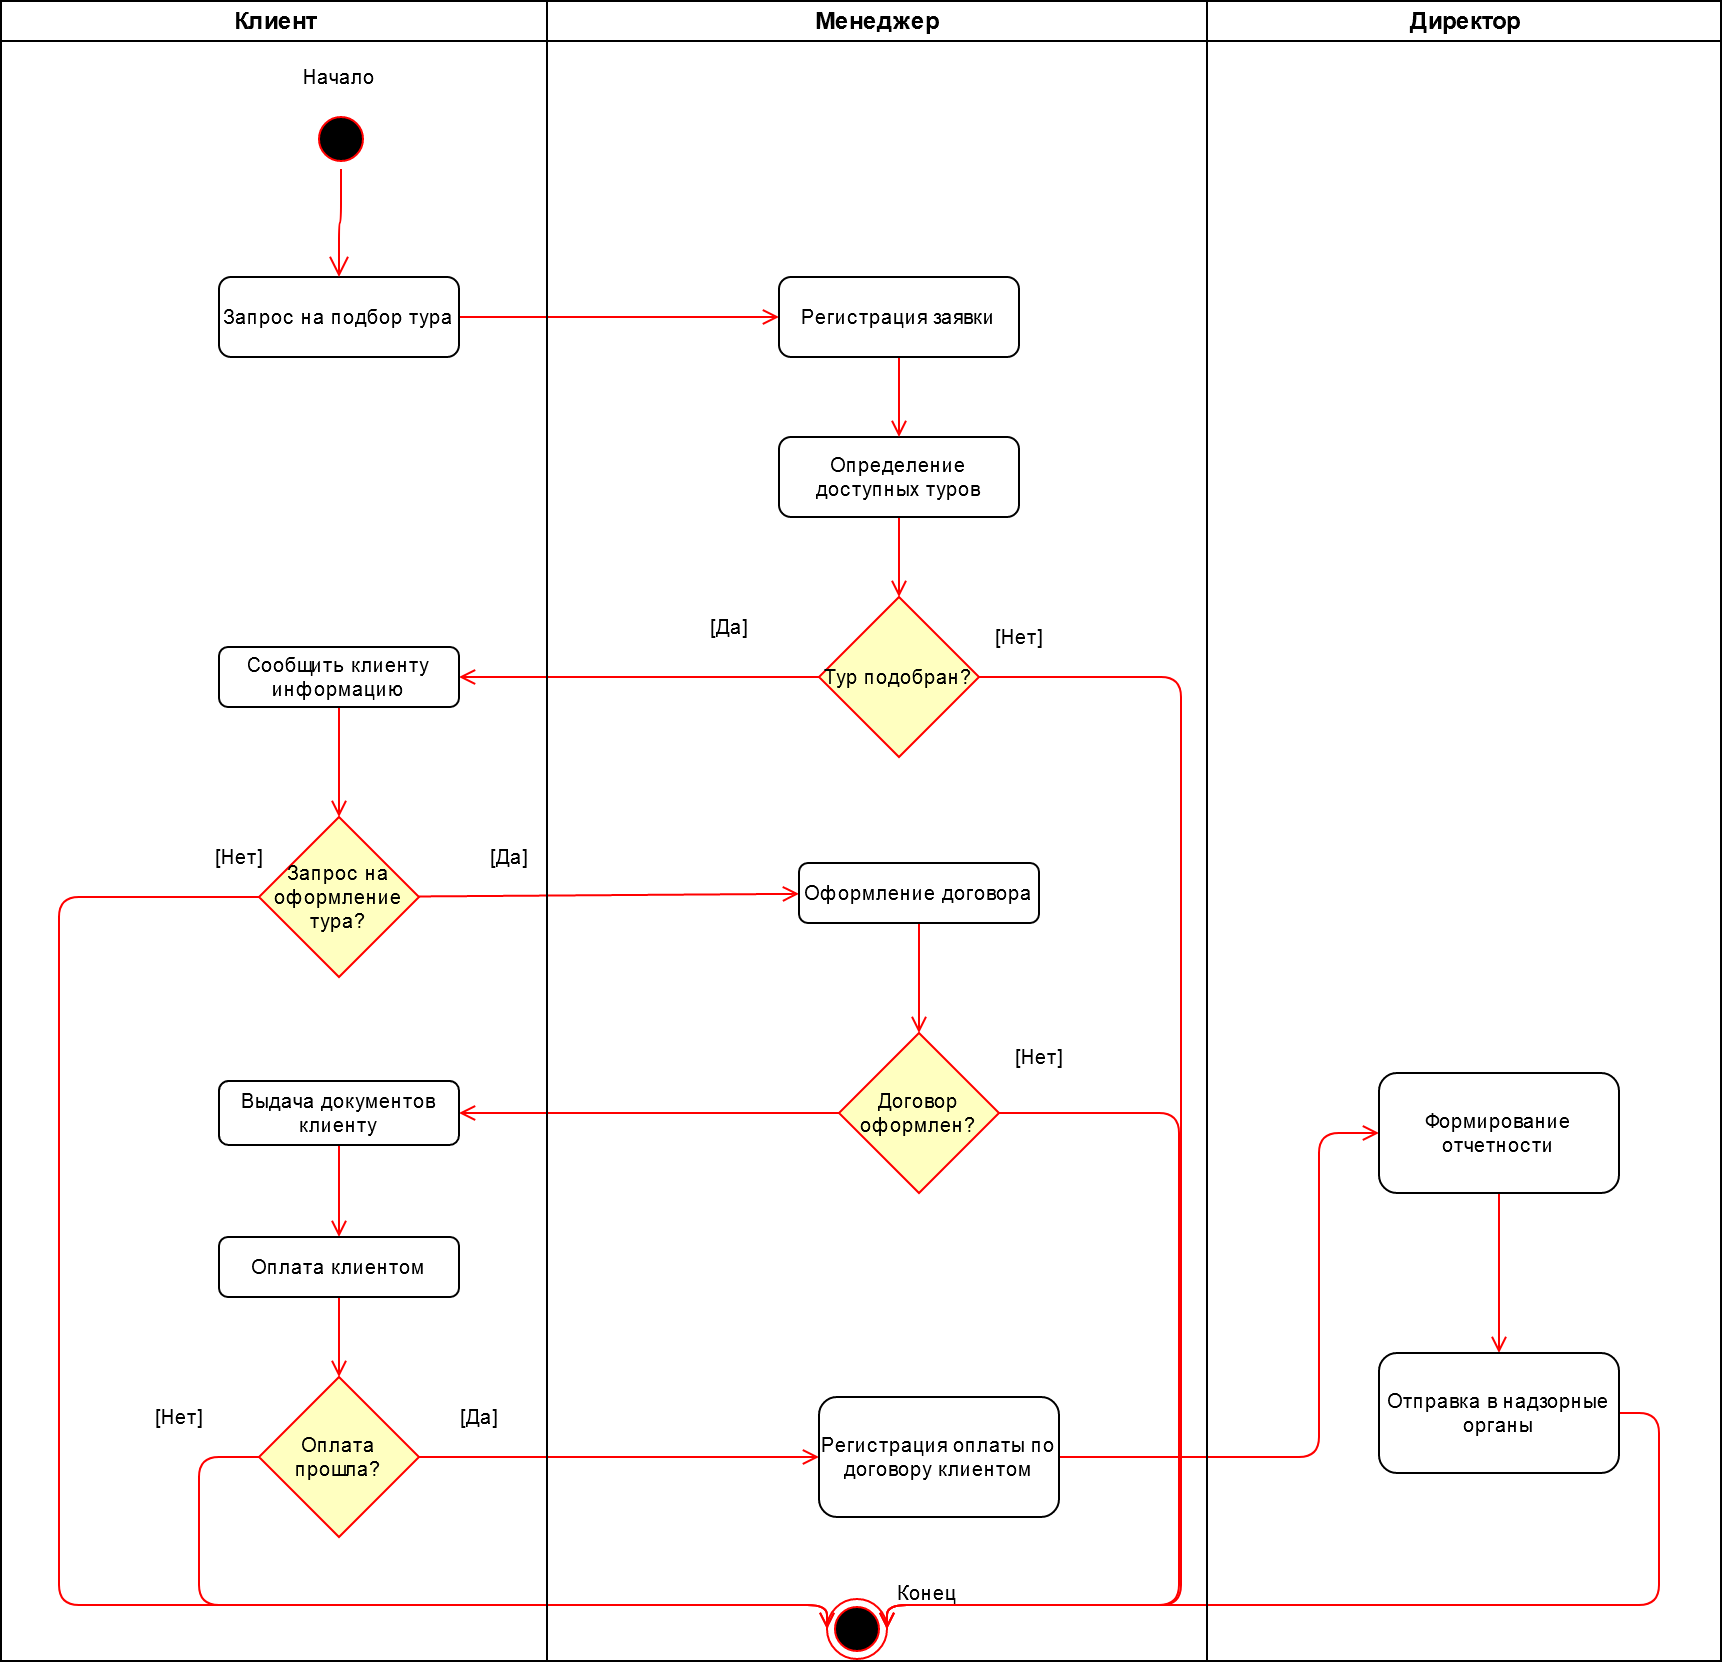 Клиент
Менеджер
Директор
Начало
Запрос на подбор тура
Регистрация заявки
Определение
доступных туров
[Да]
[Нет]
Тур подобран?
Сообщить клиенту
информацию
[Нет]
[Да]
Запрос на
оформление
тура?
Оформление договора
[Нет]
Договор
оформлен?
Выдача документов
клиенту
Формирование
отчетности
Оплата клиентом
[Нет]
[Да]
Оплата
прошла?
Регистрация оплаты по
договору клиентом
Отправка в надзорные
органы
Конец